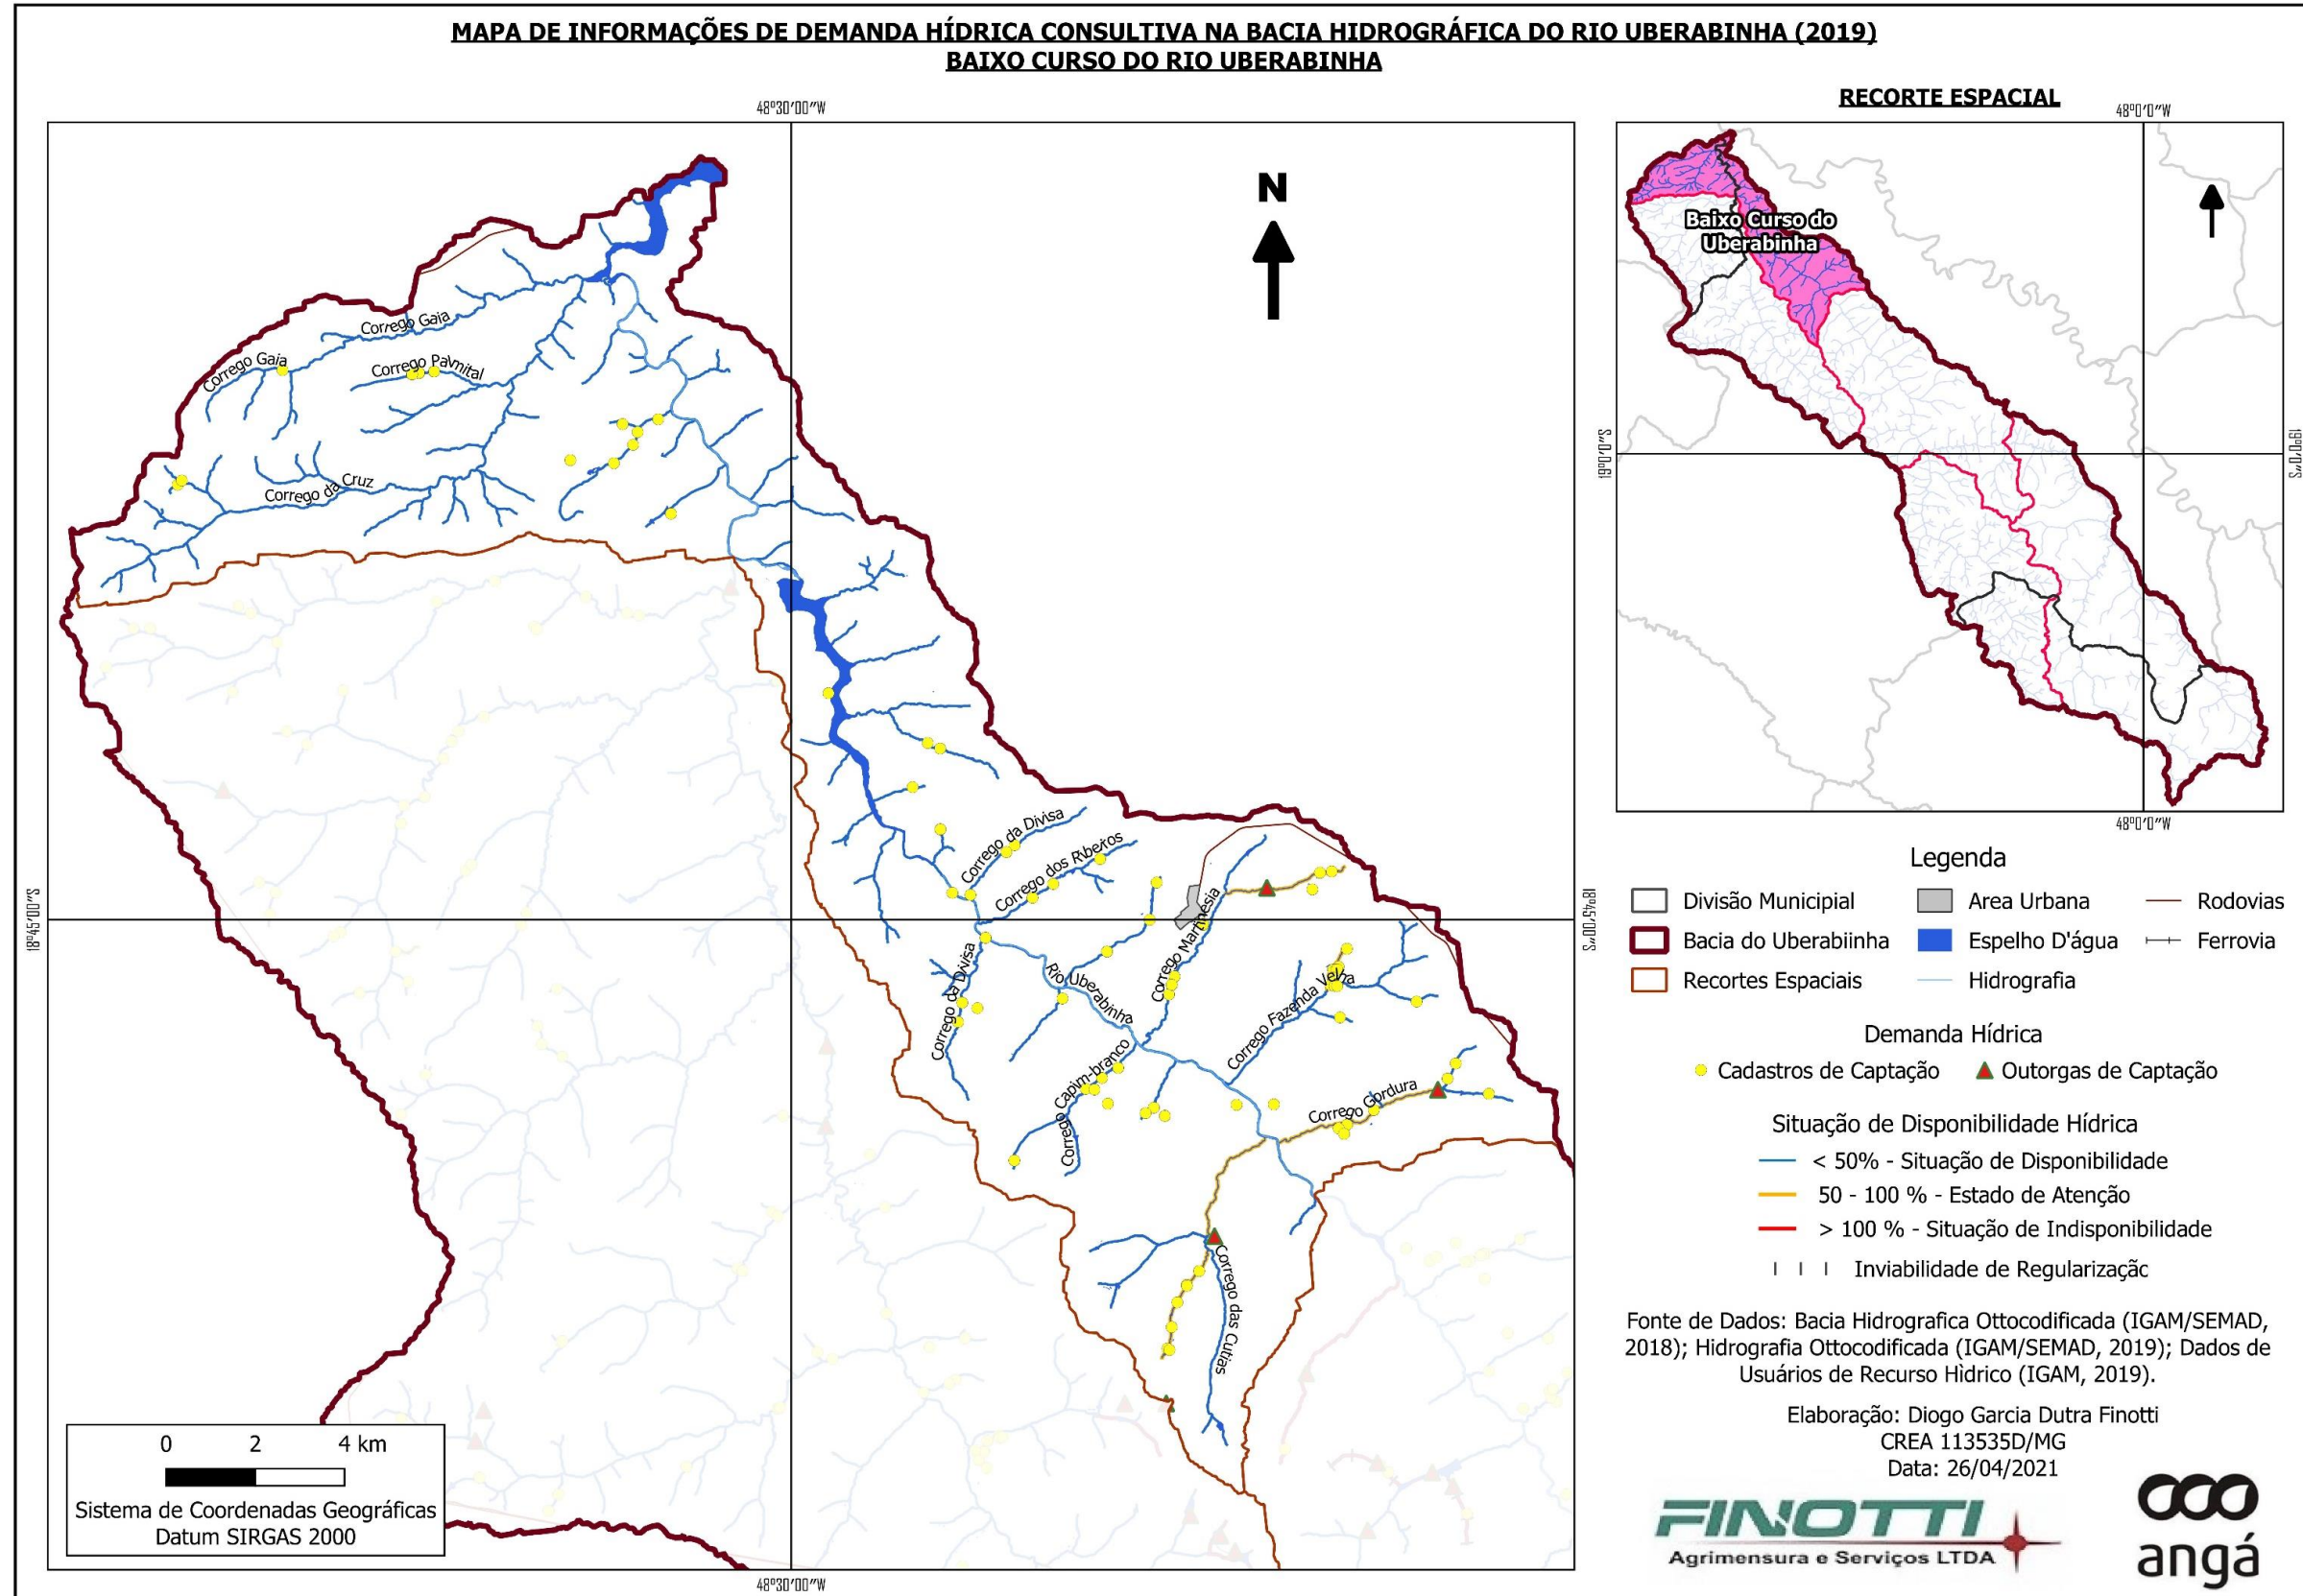 MAPA DE INFORMAÇÕES DE DEMANDA HÍDRICA CONSULTIVA NA BACIA HIDROGRÁFICA DO RIO UBERABINHA (2019)
BAIXO CURSO DO RIO UBERABINHA
48°30'00"W
N
Corrego Gaia
Corrego Gaia
Corrego Palmital
Corrego da Cruz
Corrego da Divisa
Corrego dos Ribeiros
Corrego Marinesia
18°45'00"S
18°45'00"S
Corrego da Divisa
Rio Uberabinha
Corrego Fazenda Velha
Corrego Capim-branco
Corrego Gordura
Corrego das Cutias
0 2 4 km
Sistema de Coordenadas Geográficas
Datum SIRGAS 2000
48°30'00"W
RECORTE ESPACIAL
48°0'0"W
Baixo Curso do
Uberabinha
19°0'0"S
19°0'0"S
48°0'0"W
Legenda
Divisão Municipial
Area Urbana
Rodovias
Bacia do Uberabiinha
Espelho D'água
Ferrovia
Recortes Espaciais
Hidrografia
Demanda Hídrica
Cadastros de Captação
Outorgas de Captação
Situação de Disponibilidade Hídrica
< 50% - Situação de Disponibilidade
50 - 100 % - Estado de Atenção
> 100 % - Situação de Indisponibilidade
Inviabilidade de Regularizaçãc
Fonte de Dados: Bacia Hidrografica Ottocodificada (IGAM/SEMAD,
2018); Hidrografia Ottocodificada (IGAM/SEMAD, 2019); Dados de
Usuários de Recurso Hìdrico (IGAM, 2019).
Elaboração: Diogo Garcia Dutra Finotti
CREA 113535D/MG
Data: 26/04/2021
FINOTTI
Agrimensura e Serviços LTDA
angá